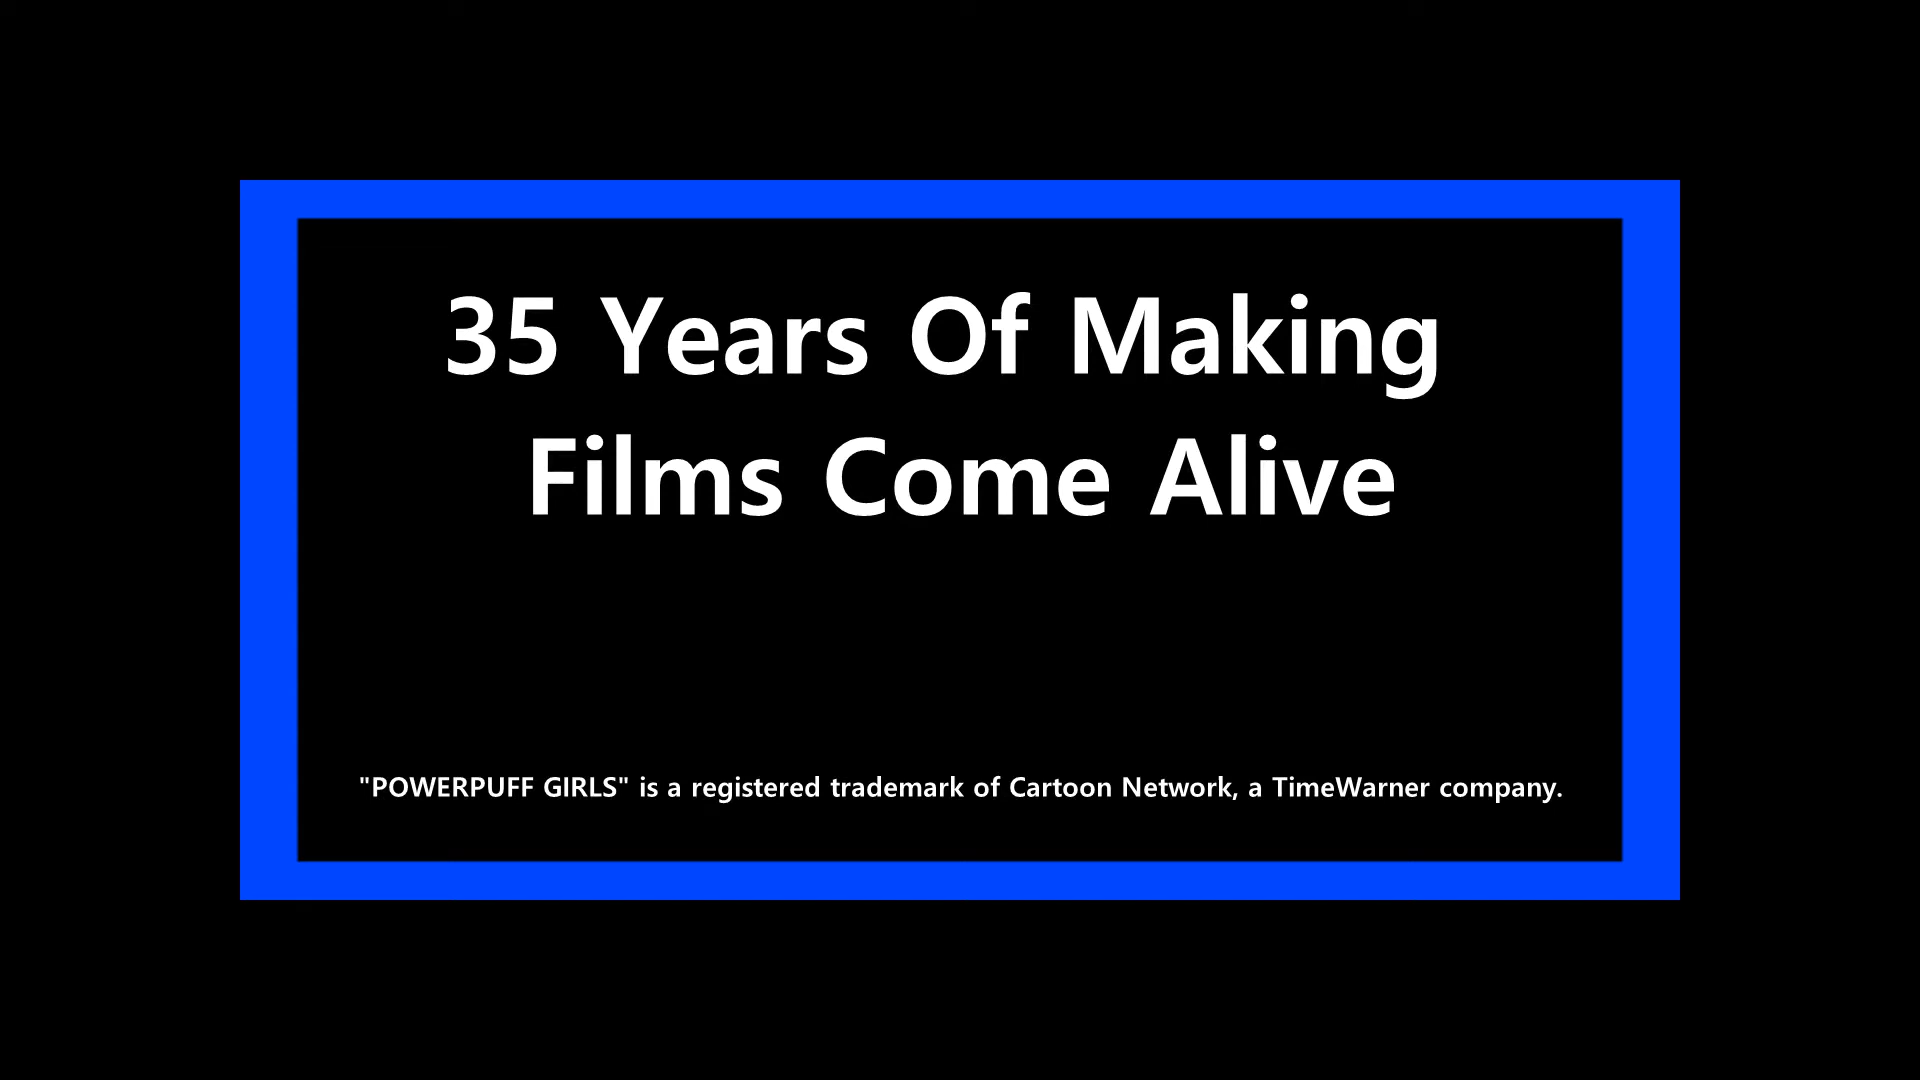 35 Years Of Making
Films Come Alive
"POWERPUFF GIRLS" is a registered trademark of Cartoon Network, a TimeWarner company.